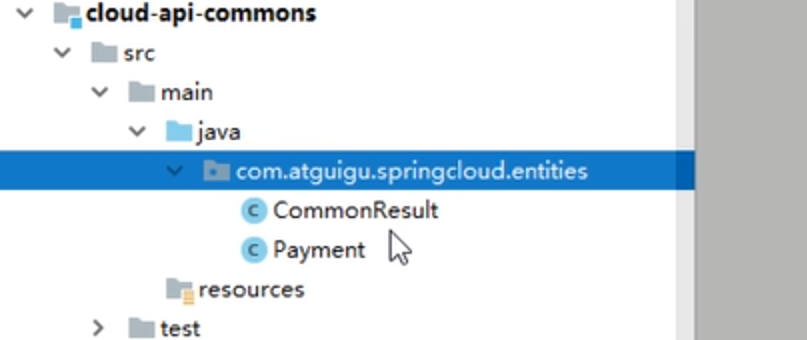 cloud-api-commons
src
main
java
com.atguigu.springcloud.entities
CommonResult
Payment
resources
test